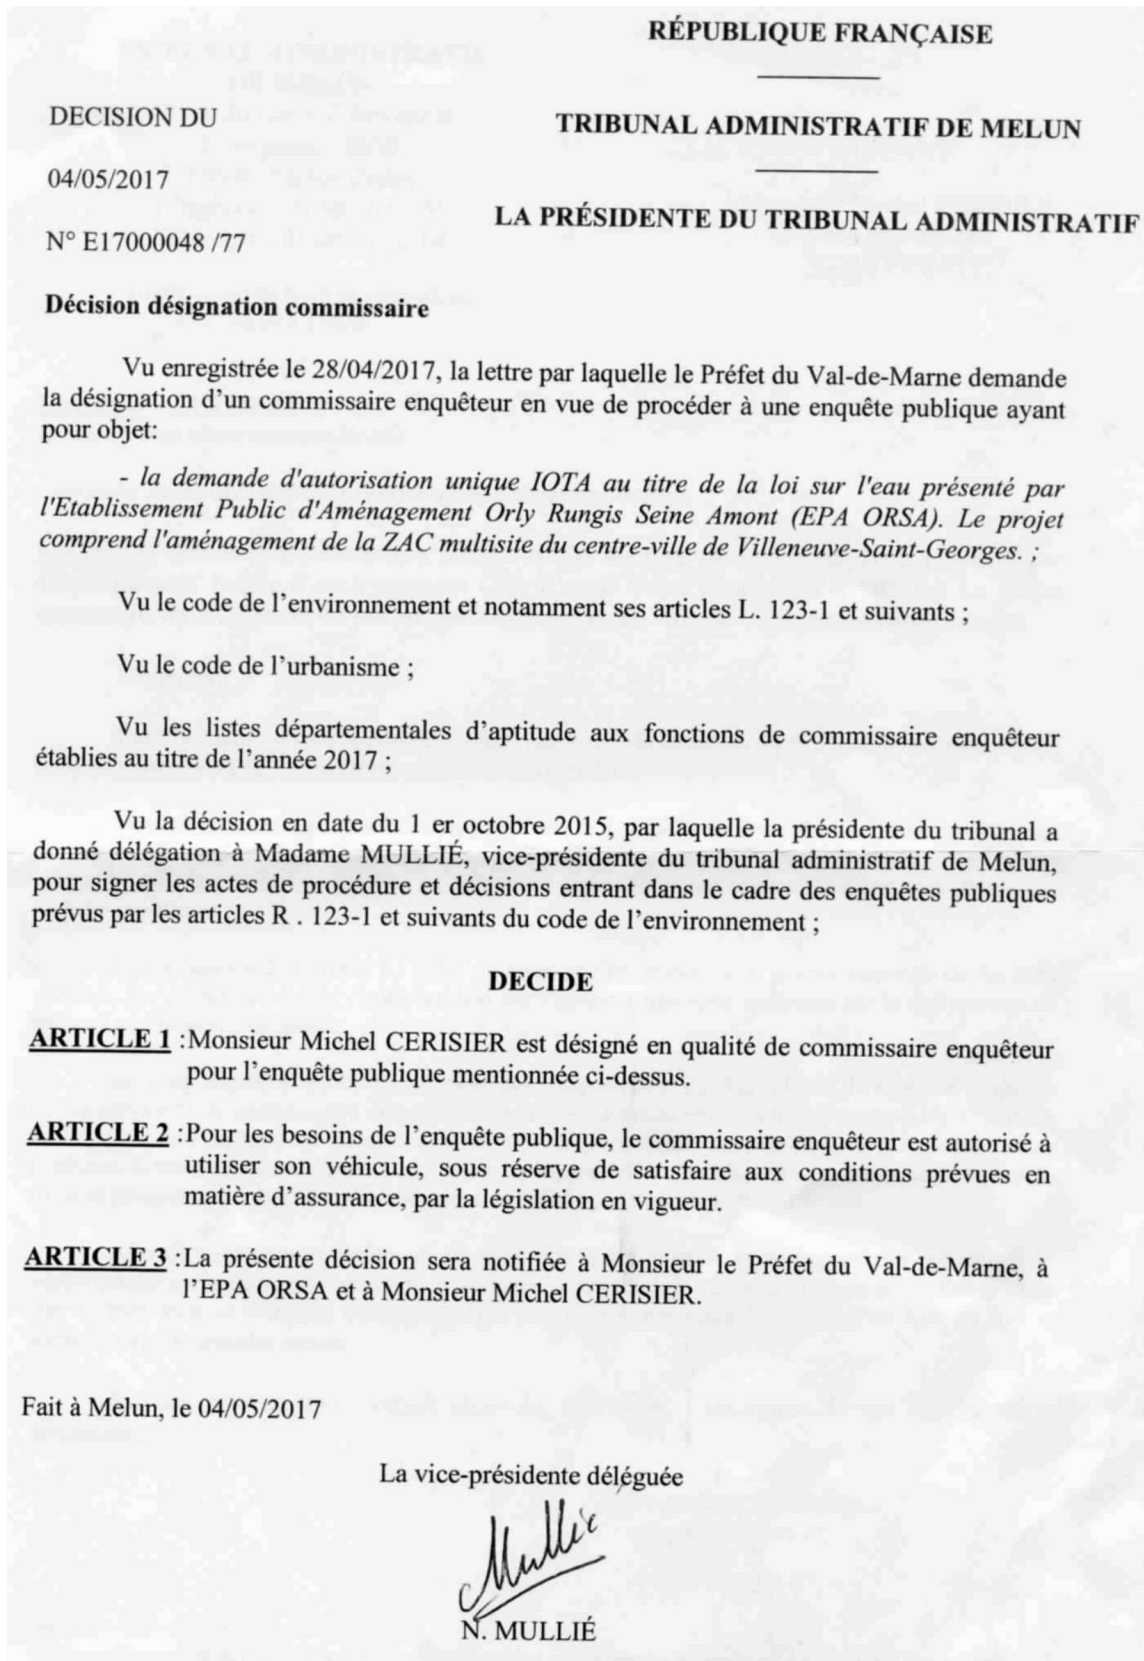 RÉPUBLIQUE FRANÇAISE
DECISION DU
04/05/2017
N° E17000048 /77
TRIBUNAL ADMINISTRATIF DE MELUN
LA PRÉSIDENTE DU TRIBUNAL ADMINISTRATIF
Décision désignation commissaire
Vu enregistrée le 28/04/2017, la lettre par laquelle le Préfet du Val-de-Marne demande
la désignation d'un commissaire enquêteur en vue de procéder à une enquête publique ayant
pour objet:
- la demande d'autorisation unique IOTA au titre de la loi sur l'eau présenté par
l'Etablissement Public d'Aménagement Orly Rungis Seine Amont (EPA ORSA). Le projet
comprend l'aménagement de la ZAC multisite du centre-ville de Villeneuve-Saint-Georges. ;
Vu le code de l'environnement et notamment ses articles L. 123-1 et suivants ;
Vu le code de l'urbanisme ;
Vu les listes départementales d'aptitude aux fonctions de commissaire enquêteur
établies au titre de l'année 2017 ;
Vu la décision en date du 1 er octobre 2015, par laquelle la présidente du tribunal a
donné délégation à Madame MULLIÉ, vice-présidente du tribunal administratif de Melun,
pour signer les actes de procédure et décisions entrant dans le cadre des enquêtes publiques
prévus par les articles R . 123-1 et suivants du code de l'environnement ;
DECIDE
ARTICLE 1 :Monsieur Michel CERISIER est désigné en qualité de commissaire enquêteur
pour l'enquête publique mentionnée ci-dessus.
ARTICLE 2 :Pour les besoins de l'enquête publique, le commissaire enquêteur est autorisé à
utiliser son véhicule, sous réserve de satisfaire aux conditions prévues en
matière d'assurance, par la législation en vigueur.
ARTICLE 3 :La présente décision sera notifiée à Monsieur le Préfet du Val-de-Marne, à
l'EPA ORSA et à Monsieur Michel CERISIER.
Fait à Melun, le 04/05/2017
La vice-présidente déléguée
Mullié
N. MULLIÉ